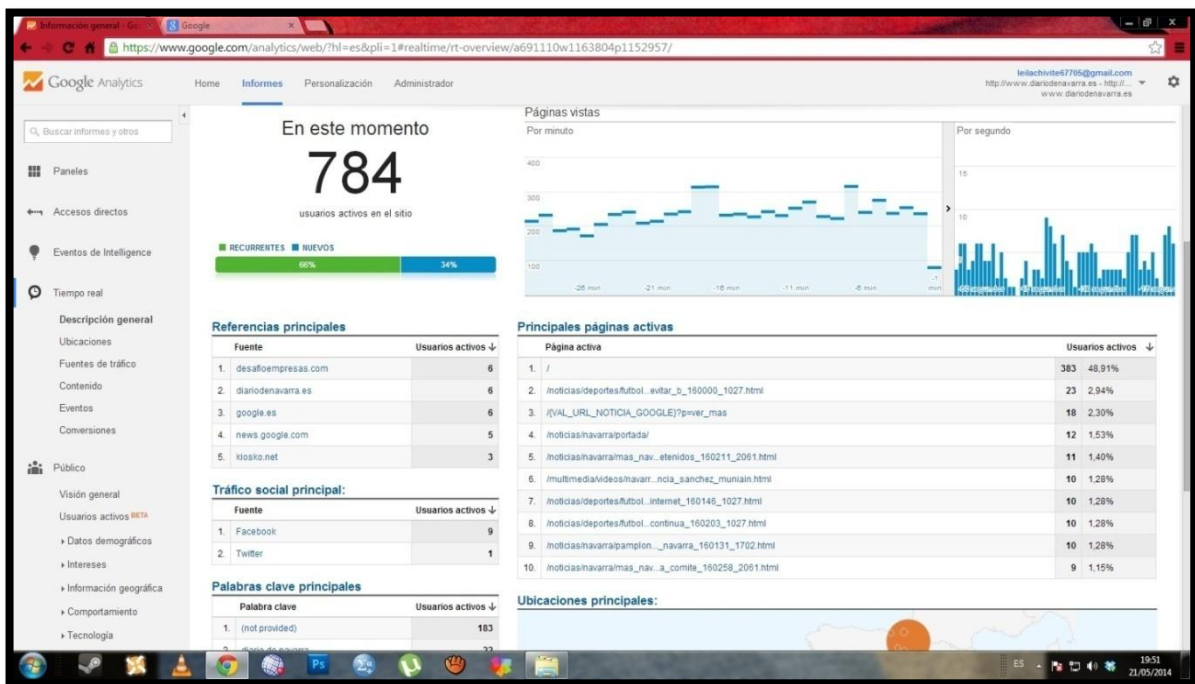 Información general - Go
Google
https://www.google.com/analytics/web/?hl=es&pli=1#realtime/rt-overview/a691110w1163804p1152957/
Google Analytics
Home Informes Personalización Administrador
leilachivite67705@gmail.com
http://www.diariodenavarra.es - http://...
www.diariodenavarra.es
Buscar informes y otros
Paneles
Accesos directos
Eventos de Intelligence
Tiempo real
Descripción general
Ubicaciones
Fuentes de tráfico
Contenido
Eventos
Conversiones
Público
Visión general
Usuarios activos BETA
Datos demográficos
Intereses
Información geográfica
Comportamiento
Tecnología
En este momento
784
usuarios activos en el sitio
RECURRENTES NUEVOS
66% 34%
Páginas vistas
Por minuto
400
300
200
100
-26 min -21 min -16 min -11 min -6 min -1 min
Por segundo
15
10
Referencias principales
Fuente Usuarios activos
1. desafioempresas.com 6
2. diariodenavarra.es 6
3. google.es 6
4. news.google.com 5
5. kiosko.net 3
Tráfico social principal:
Fuente Usuarios activos
1. Facebook 9
2. Twitter 1
Palabras clave principales
Palabra clave Usuarios activos
1. (not provided) 183
Principales páginas activas
Página activa Usuarios activos
1. / 383 48,91%
2. /noticias/deportes/futbol...evitar_b_160000_1027.html 23 2,94%
3. /{VAL_URL_NOTICIA_GOOGLE}?p=ver_mas 18 2,30%
4. /noticias/navarra/portada/ 12 1,53%
5. /noticias/navarra/mas_nav...etenidos_160211_2061.html 11 1,40%
6. /multimedia/videos/navarr...ncia_sanchez_muniain.html 10 1,28%
7. /noticias/deportes/futbol...internet_160146_1027.html 10 1,28%
8. /noticias/deportes/futbol...continua_160203_1027.html 10 1,28%
9. /noticias/navarra/pamplon..._navarra_160131_1702.html 10 1,28%
10. /noticias/navarra/mas_nav...a_comite_160258_2061.html 9 1,15%
Ubicaciones principales:
Ps
ES
19:51
21/05/2014